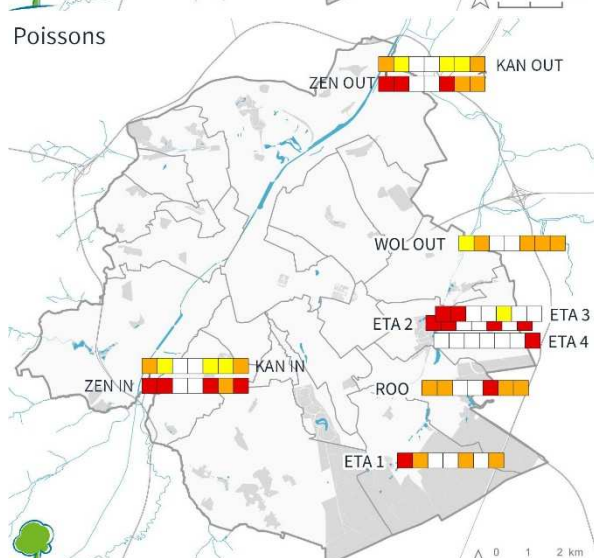 Poissons
KAN OUT
ZEN OUT
WOL OUT
ETA 3
ETA 2
ETA 4
KAN IN
ZEN IN
ROO
ETA 1
0 1 2 km